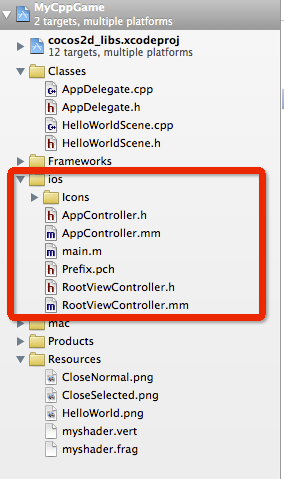 MyCppGame
2 targets, multiple platforms
cocos2d_libs.xcodeproj
12 targets, multiple platforms
Classes
AppDelegate.cpp
AppDelegate.h
HelloWorldScene.cpp
HelloWorldScene.h
Frameworks
ios
Icons
AppController.h
AppController.mm
main.m
Prefix.pch
RootViewController.h
RootViewController.mm
mac
Products
Resources
CloseNormal.png
CloseSelected.png
HelloWorld.png
myshader.vert
myshader.frag